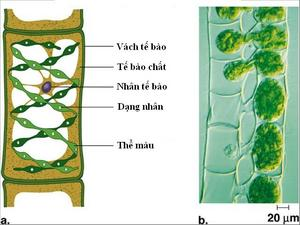 Vách tế bào
Tế bào chất
Nhân tế bào
Dạng nhân
Thể màu
a.
b.
20 µm